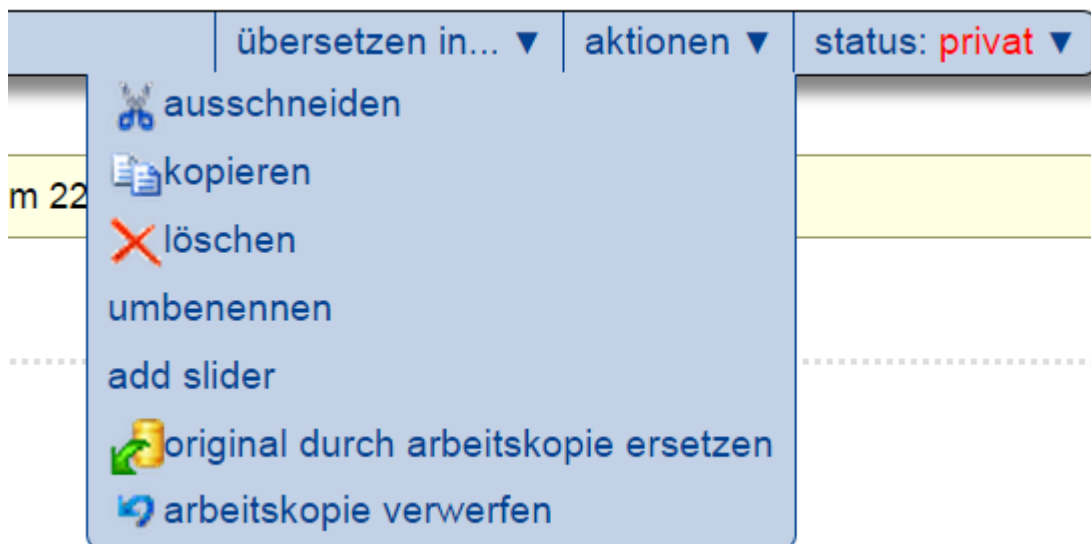 übersetzen in... ▼ aktionen ▼ status: privat ▼
ausschneiden
kopieren
m 22
löschen
umbenennen
add slider
original durch arbeitskopie ersetzen
arbeitskopie verwerfen